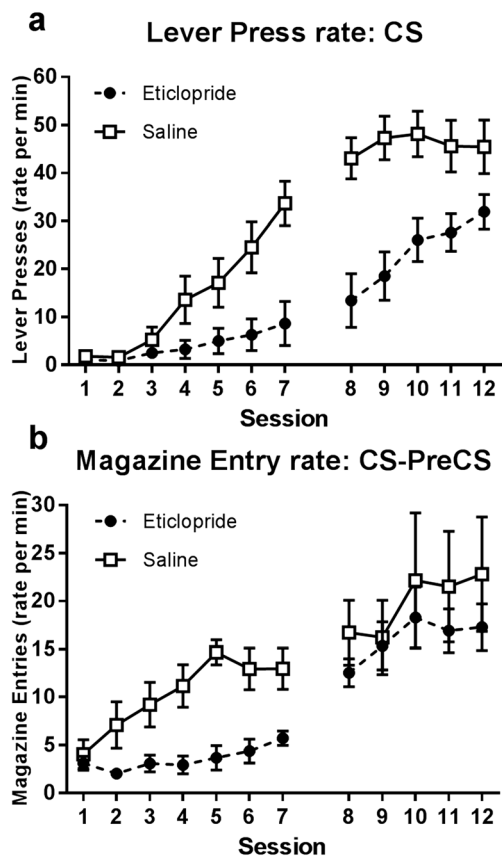 a
Lever Press rate: CS
Lever Presses (rate per min)
60
50
40
30
20
10
0
Eticlopride
Saline
1 2 3 4 5 6 7 8 9 10 11 12
Session
b
Magazine Entry rate: CS-PreCS
Magazine Entries (rate per min)
30
25
20
15
10
5
0
Eticlopride
Saline
1 2 3 4 5 6 7 8 9 10 11 12
Session